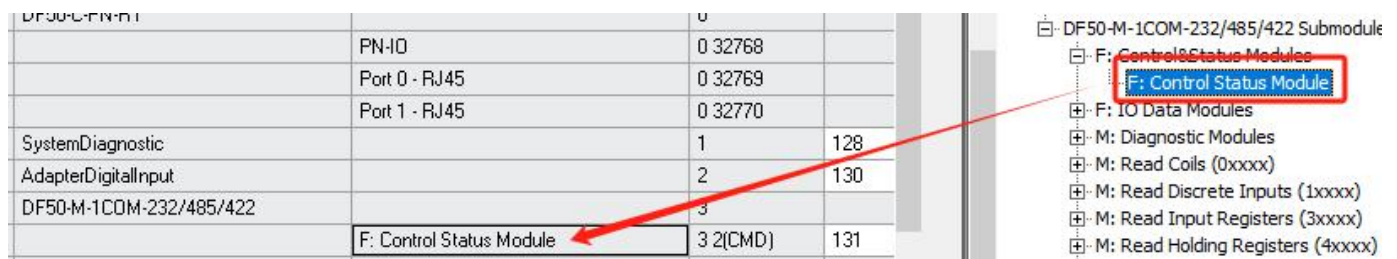 DF50-C-PN-RT 0
PN-IO 0 32768
Port 0 - RJ45 0 32769
Port 1 - RJ45 0 32770
SystemDiagnostic 1 128
AdapterDigitalInput 2 130
DF50-M-1COM-232/485/422 3
F: Control Status Module 3 2(CMD) 131
DF50-M-1COM-232/485/422 Submodule
F: Control&Status Modules
F: Control Status Module
F: IO Data Modules
M: Diagnostic Modules
M: Read Coils (0xxxx)
M: Read Discrete Inputs (1xxxx)
M: Read Input Registers (3xxxx)
M: Read Holding Registers (4xxxx)